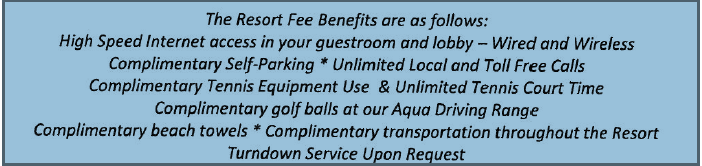 The Resort Fee Benefits are as follows:
High Speed Internet access in your guestroom and lobby – Wired and Wireless
Complimentary Self-Parking * Unlimited Local and Toll Free Calls
Complimentary Tennis Equipment Use & Unlimited Tennis Court Time
Complimentary golf balls at our Aqua Driving Range
Complimentary beach towels * Complimentary transportation throughout the Resort
Turndown Service Upon Request